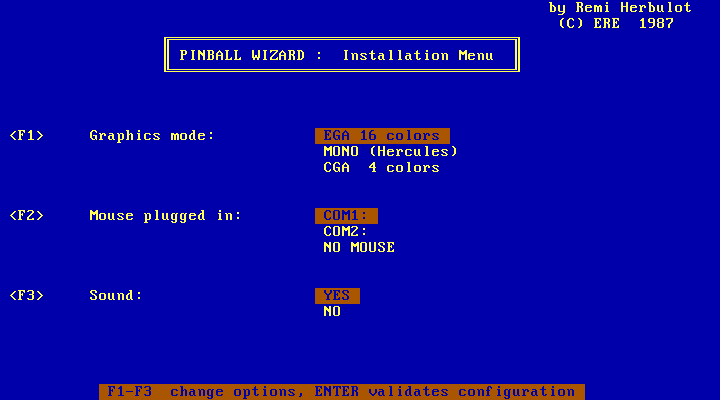 by Remi Herbulot
(C) ERE 1987
PINBALL WIZARD : Installation Menu
<F1> Graphics mode: EGA 16 colors
MONO (Hercules)
CGA 4 colors
<F2> Mouse plugged in: COM1:
COM2:
NO MOUSE
<F3> Sound: YES
NO
F1-F3 change options, ENTER validates configuration